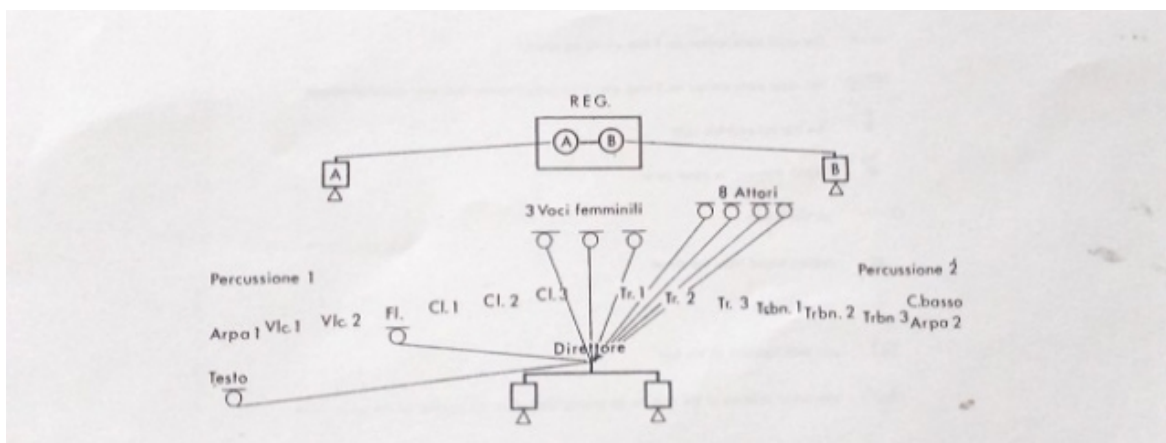 REG.
A B
A B
8 Attori
3 Voci femminili
Percussione 1
Percussione 2
Arpa 1 Vlc.1 Vlc 2 Fl. Cl.1 Cl. 2 Cl.3 Tr. 1 Tr. 2 Tr. 3 Tsbn. 1 Trbn. 2 Trbn 3 C.basso
Arpa 2
Direttore
Testo